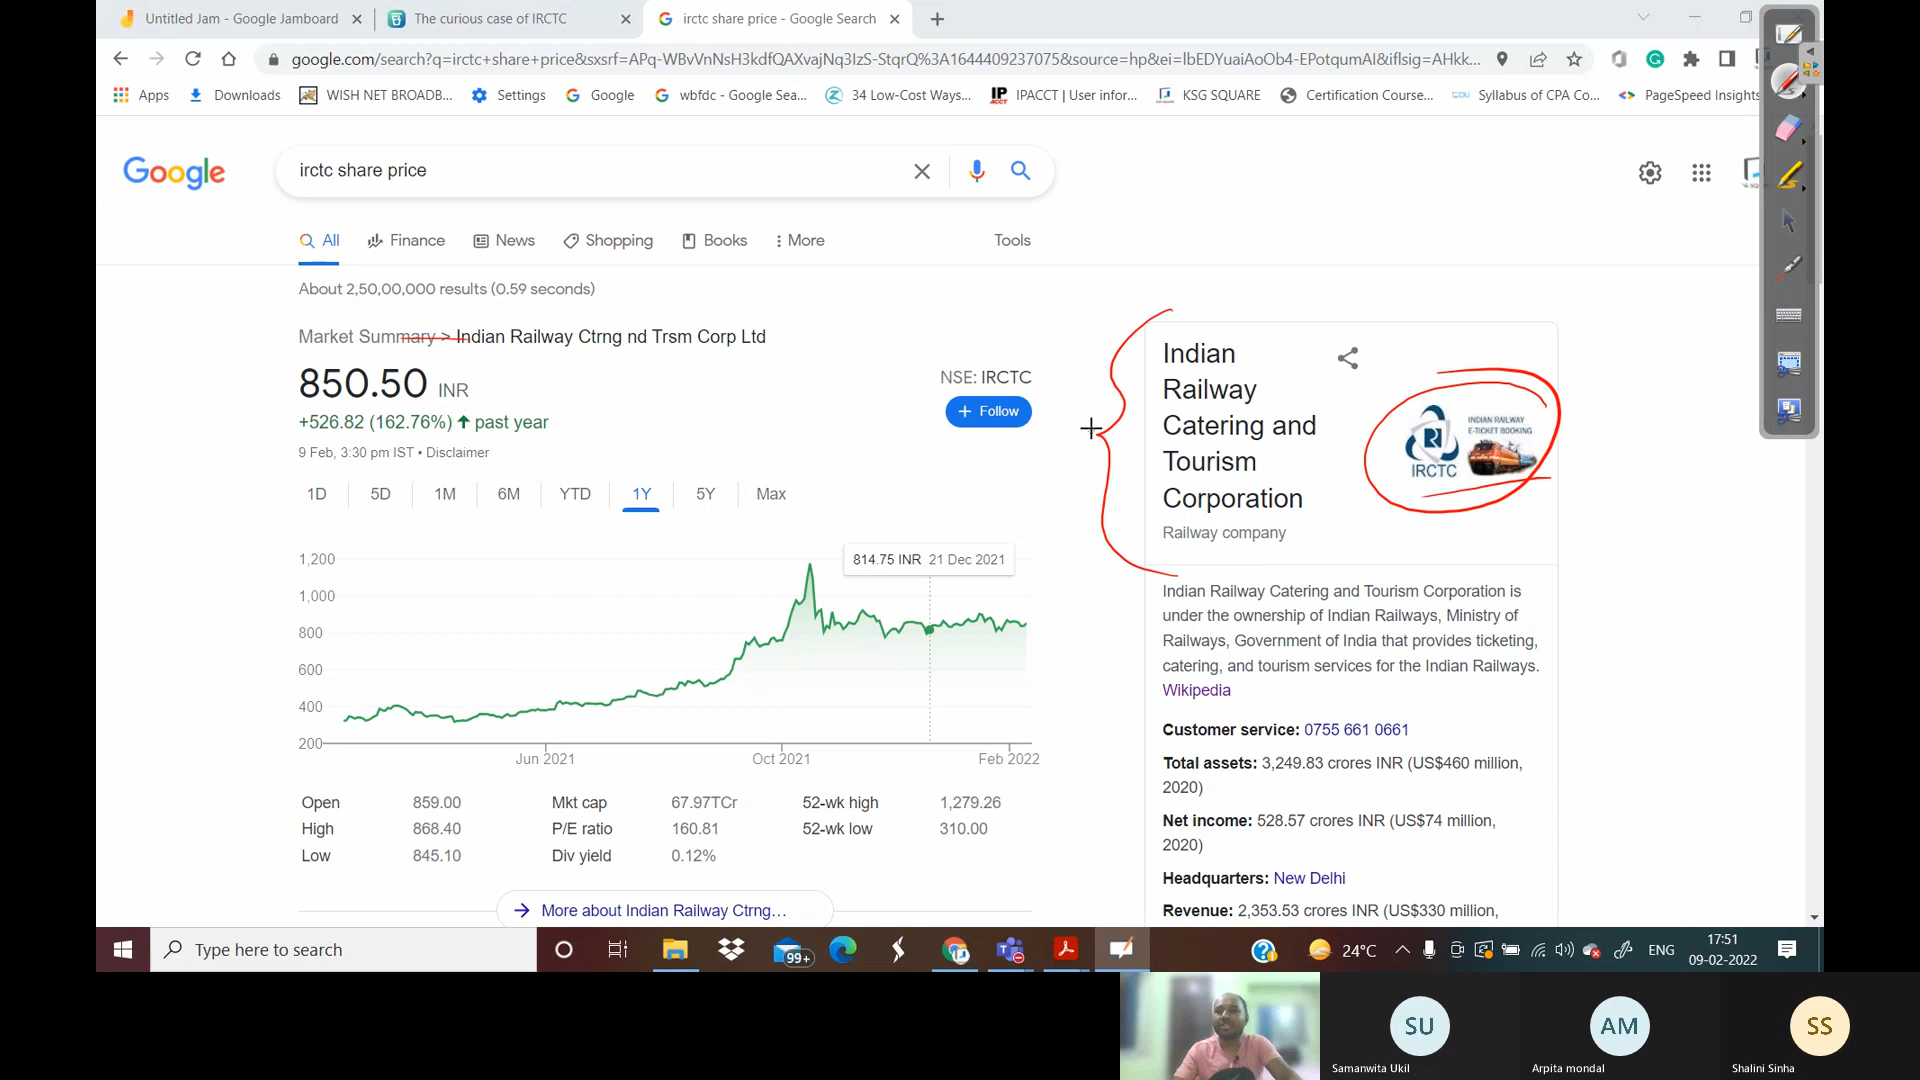 Untitled Jam - Google Jamboard
The curious case of IRCTC
irctc share price - Google Search
google.com/search?q=irctc+share+price&sxsrf=APq-WBvVnNsH3kdfQAXvajNq3IzS-StqrQ%3A1644409237075&source=hp&ei=lbEDYuaiAoOb4-EPotqumAI&iflsig=AHkk...
Apps
Downloads
WISH NET BROADB...
Settings
Google
wbfdc - Google Sea...
34 Low-Cost Ways...
IPACCT | User infor...
KSG SQUARE
Certification Course...
Syllabus of CPA Co...
PageSpeed Insights
Google
irctc share price
All
Finance
News
Shopping
Books
More
Tools
About 2,50,00,000 results (0.59 seconds)
Market Summary > Indian Railway Ctrng nd Trsm Corp Ltd
850.50 INR
+526.82 (162.76%) past year
9 Feb, 3:30 pm IST • Disclaimer
NSE: IRCTC
+ Follow
1D
5D
1M
6M
YTD
1Y
5Y
Max
814.75 INR 21 Dec 2021
1,200
1,000
800
600
400
200
Jun 2021
Oct 2021
Feb 2022
Open 859.00
High 868.40
Low 845.10
Mkt cap 67.97TCr
P/E ratio 160.81
Div yield 0.12%
52-wk high 1,279.26
52-wk low 310.00
More about Indian Railway Ctrng...
Indian
Railway
Catering and
Tourism
Corporation
Railway company
IRCTC
INDIAN RAILWAY
E-TICKET BOOKING
Indian Railway Catering and Tourism Corporation is
under the ownership of Indian Railways, Ministry of
Railways, Government of India that provides ticketing,
catering, and tourism services for the Indian Railways.
Wikipedia
Customer service: 0755 661 0661
Total assets: 3,249.83 crores INR (US$460 million,
2020)
Net income: 528.57 crores INR (US$74 million,
2020)
Headquarters: New Delhi
Revenue: 2,353.53 crores INR (US$330 million,
Type here to search
99+
24°C
ENG
17:51
09-02-2022
SU
Samanwita Ukil
AM
Arpita mondal
SS
Shalini Sinha